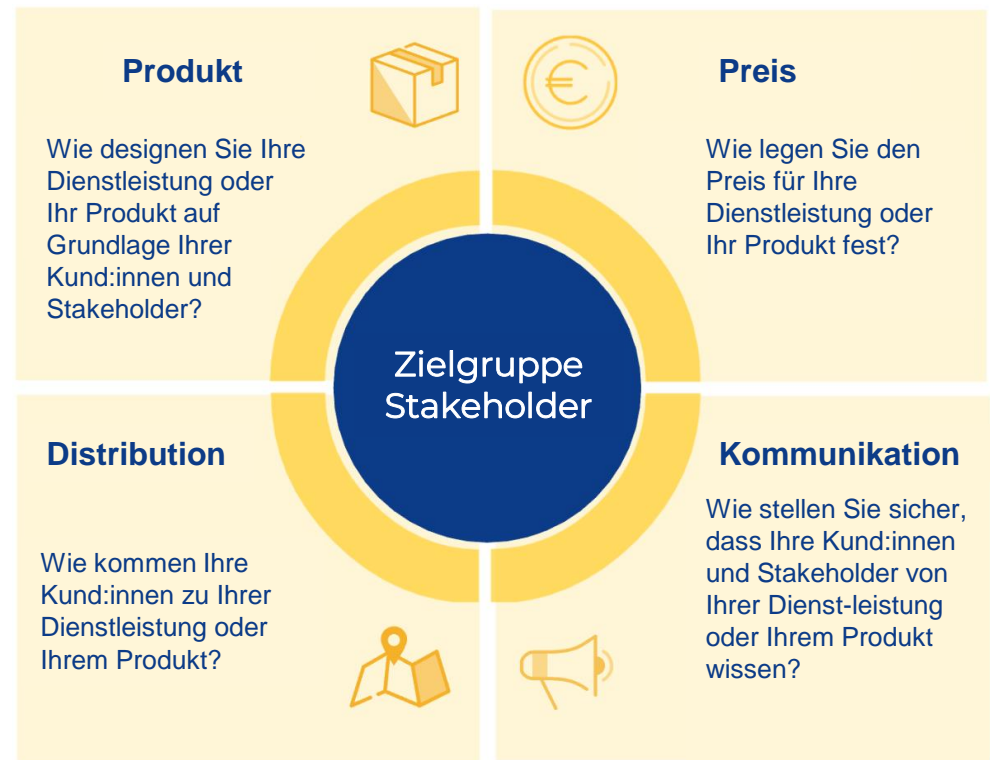 Produkt
Wie designen Sie Ihre
Dienstleistung oder
Ihr Produkt auf
Grundlage Ihrer
Kund:innen und
Stakeholder?
€
Preis
Wie legen Sie den
Preis für Ihre
Dienstleistung oder
Ihr Produkt fest?
Zielgruppe
Stakeholder
Distribution
Wie kommen Ihre
Kund:innen zu Ihrer
Dienstleistung oder
Ihrem Produkt?
Kommunikation
Wie stellen Sie sicher,
dass Ihre Kund:innen
und Stakeholder von
Ihrer Dienst-leistung
oder Ihrem Produkt
wissen?